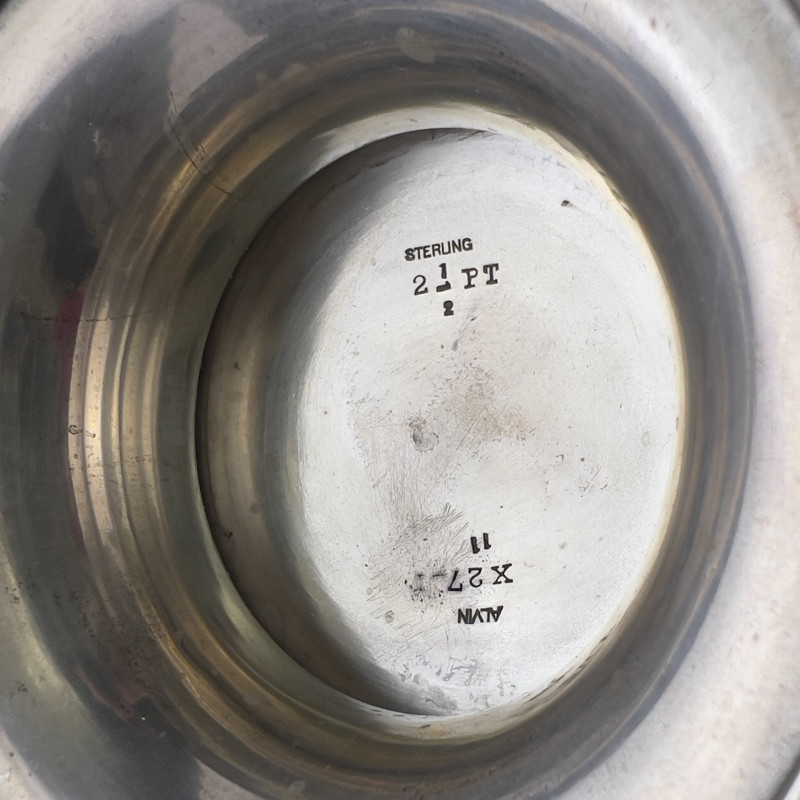 STERLING
2 1/2 PT
ALVIN
X27
11